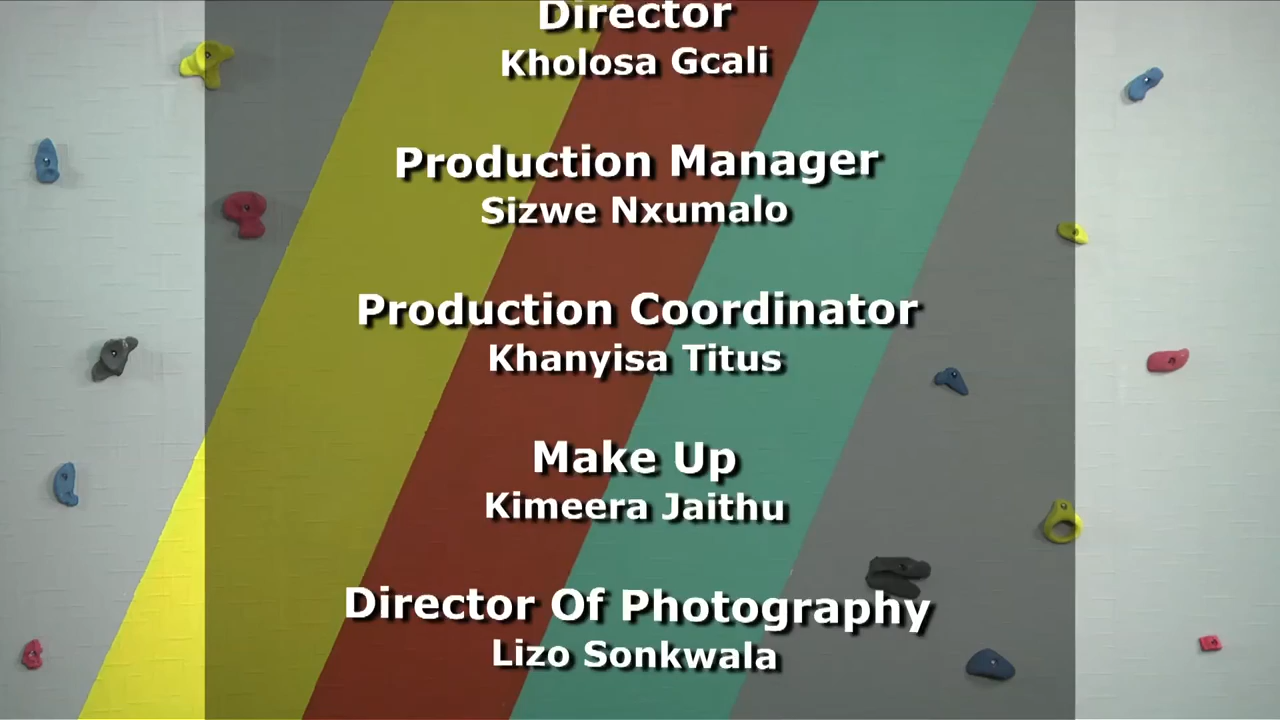 Director
Kholosa Gcali
Production Manager
Sizwe Nxumalo
Production Coordinator
Khanyisa Titus
Make Up
Kimeera Jaithu
Director Of Photography
Lizo Sonkwala